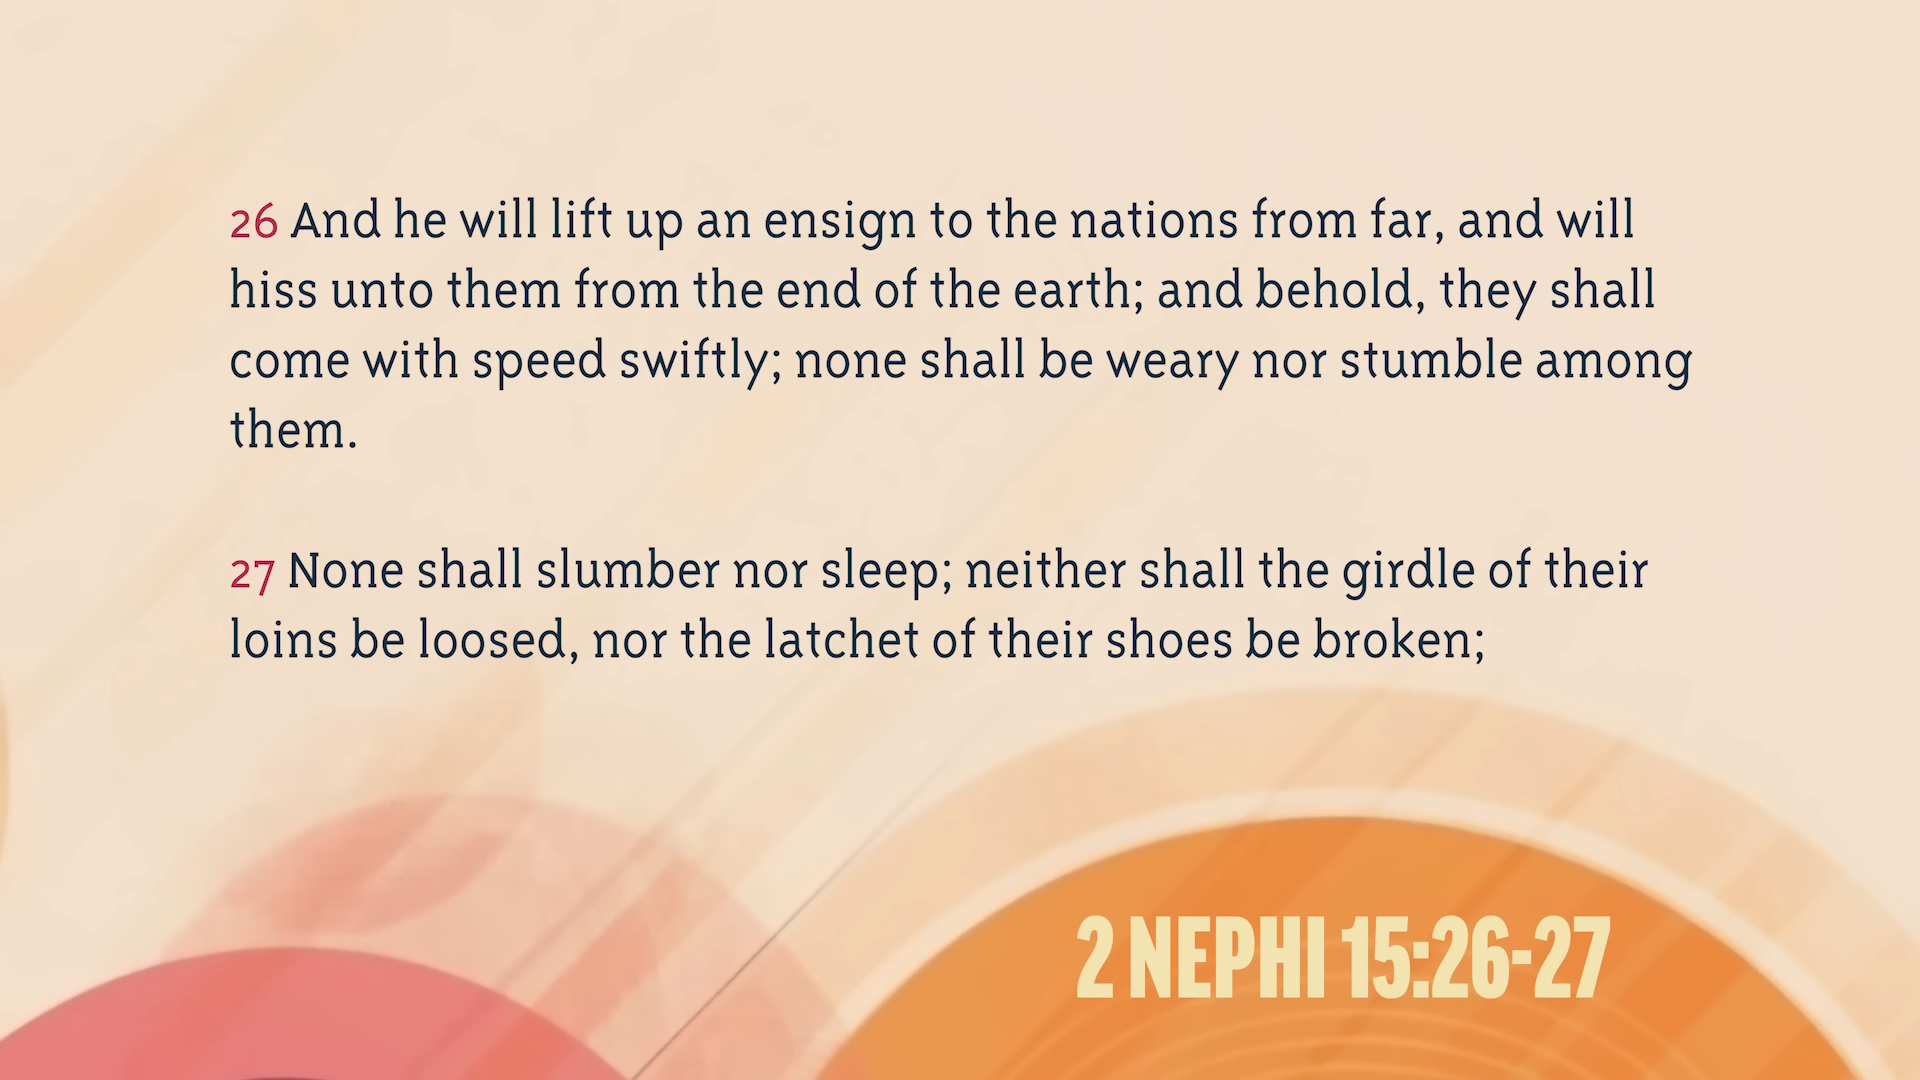 26 And he will lift up an ensign to the nations from far, and will
hiss unto them from the end of the earth; and behold, they shall
come with speed swiftly; none shall be weary nor stumble among
them.
27 None shall slumber nor sleep; neither shall the girdle of their
loins be loosed, nor the latchet of their shoes be broken;
2 NEPHI 15:26-27